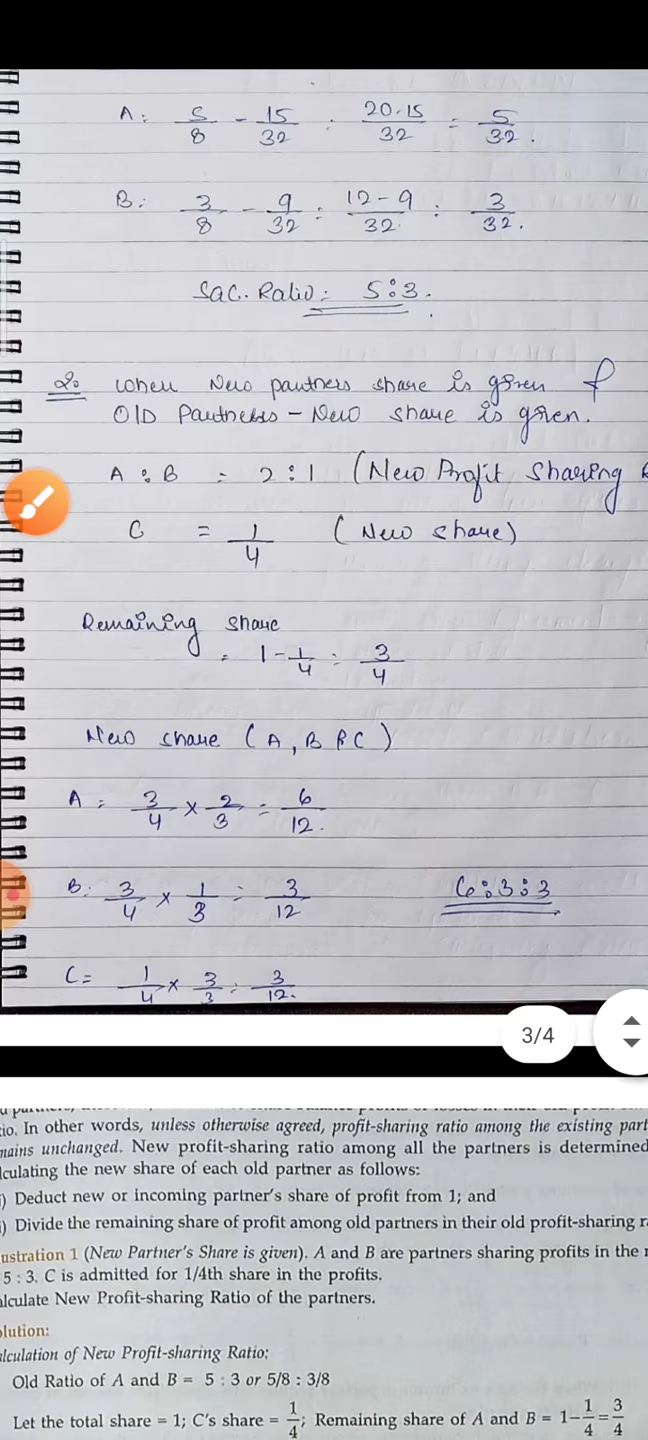 A: 5/8 - 15/32 : 20-15/32 = 5/32.
B: 3/8 - 9/32 : 12-9/32 : 3/32.
Sac. Ratio: 5:3.
2. When New partners share is given &
Old Partners - New share is given.
A : B = 2 : 1 (New Profit Sharing
C = 1/4 (New share)
Remaining share
= 1 - 1/4 = 3/4
New share (A, B & C)
A = 3/4 × 2/3 = 6/12.
B: 3/4 × 1/3 = 3/12
6:3:3
C = 1/4 × 3/3 = 3/12.
3/4
io. In other words, unless otherwise agreed, profit-sharing ratio among the existing part
mains unchanged. New profit-sharing ratio among all the partners is determined
lculating the new share of each old partner as follows:
) Deduct new or incoming partner's share of profit from 1; and
) Divide the remaining share of profit among old partners in their old profit-sharing r
ustration 1 (New Partner's Share is given). A and B are partners sharing profits in the r
5 : 3. C is admitted for 1/4th share in the profits.
alculate New Profit-sharing Ratio of the partners.
olution:
alculation of New Profit-sharing Ratio:
Old Ratio of A and B = 5 : 3 or 5/8 : 3/8
Let the total share = 1; C's share = 1/4; Remaining share of A and B = 1 - 1/4 = 3/4